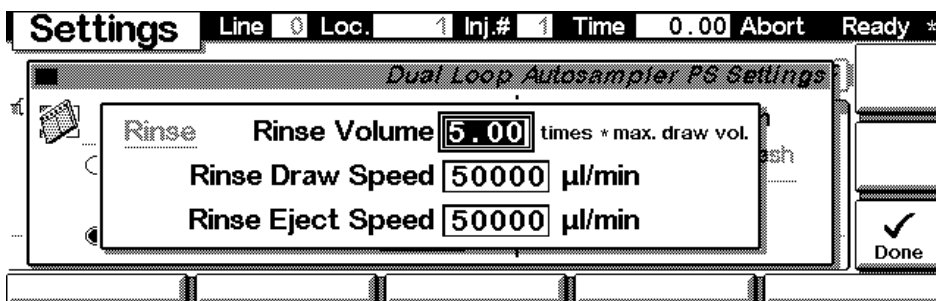 Settings Line 0 Loc. 1 Inj.# 1 Time 0.00 Abort Ready *
Dual Loop Autosampler PS Settings
Rinse Rinse Volume 5.00 times * max. draw vol.
Rinse Draw Speed 50000 µl/min
Rinse Eject Speed 50000 µl/min
Done